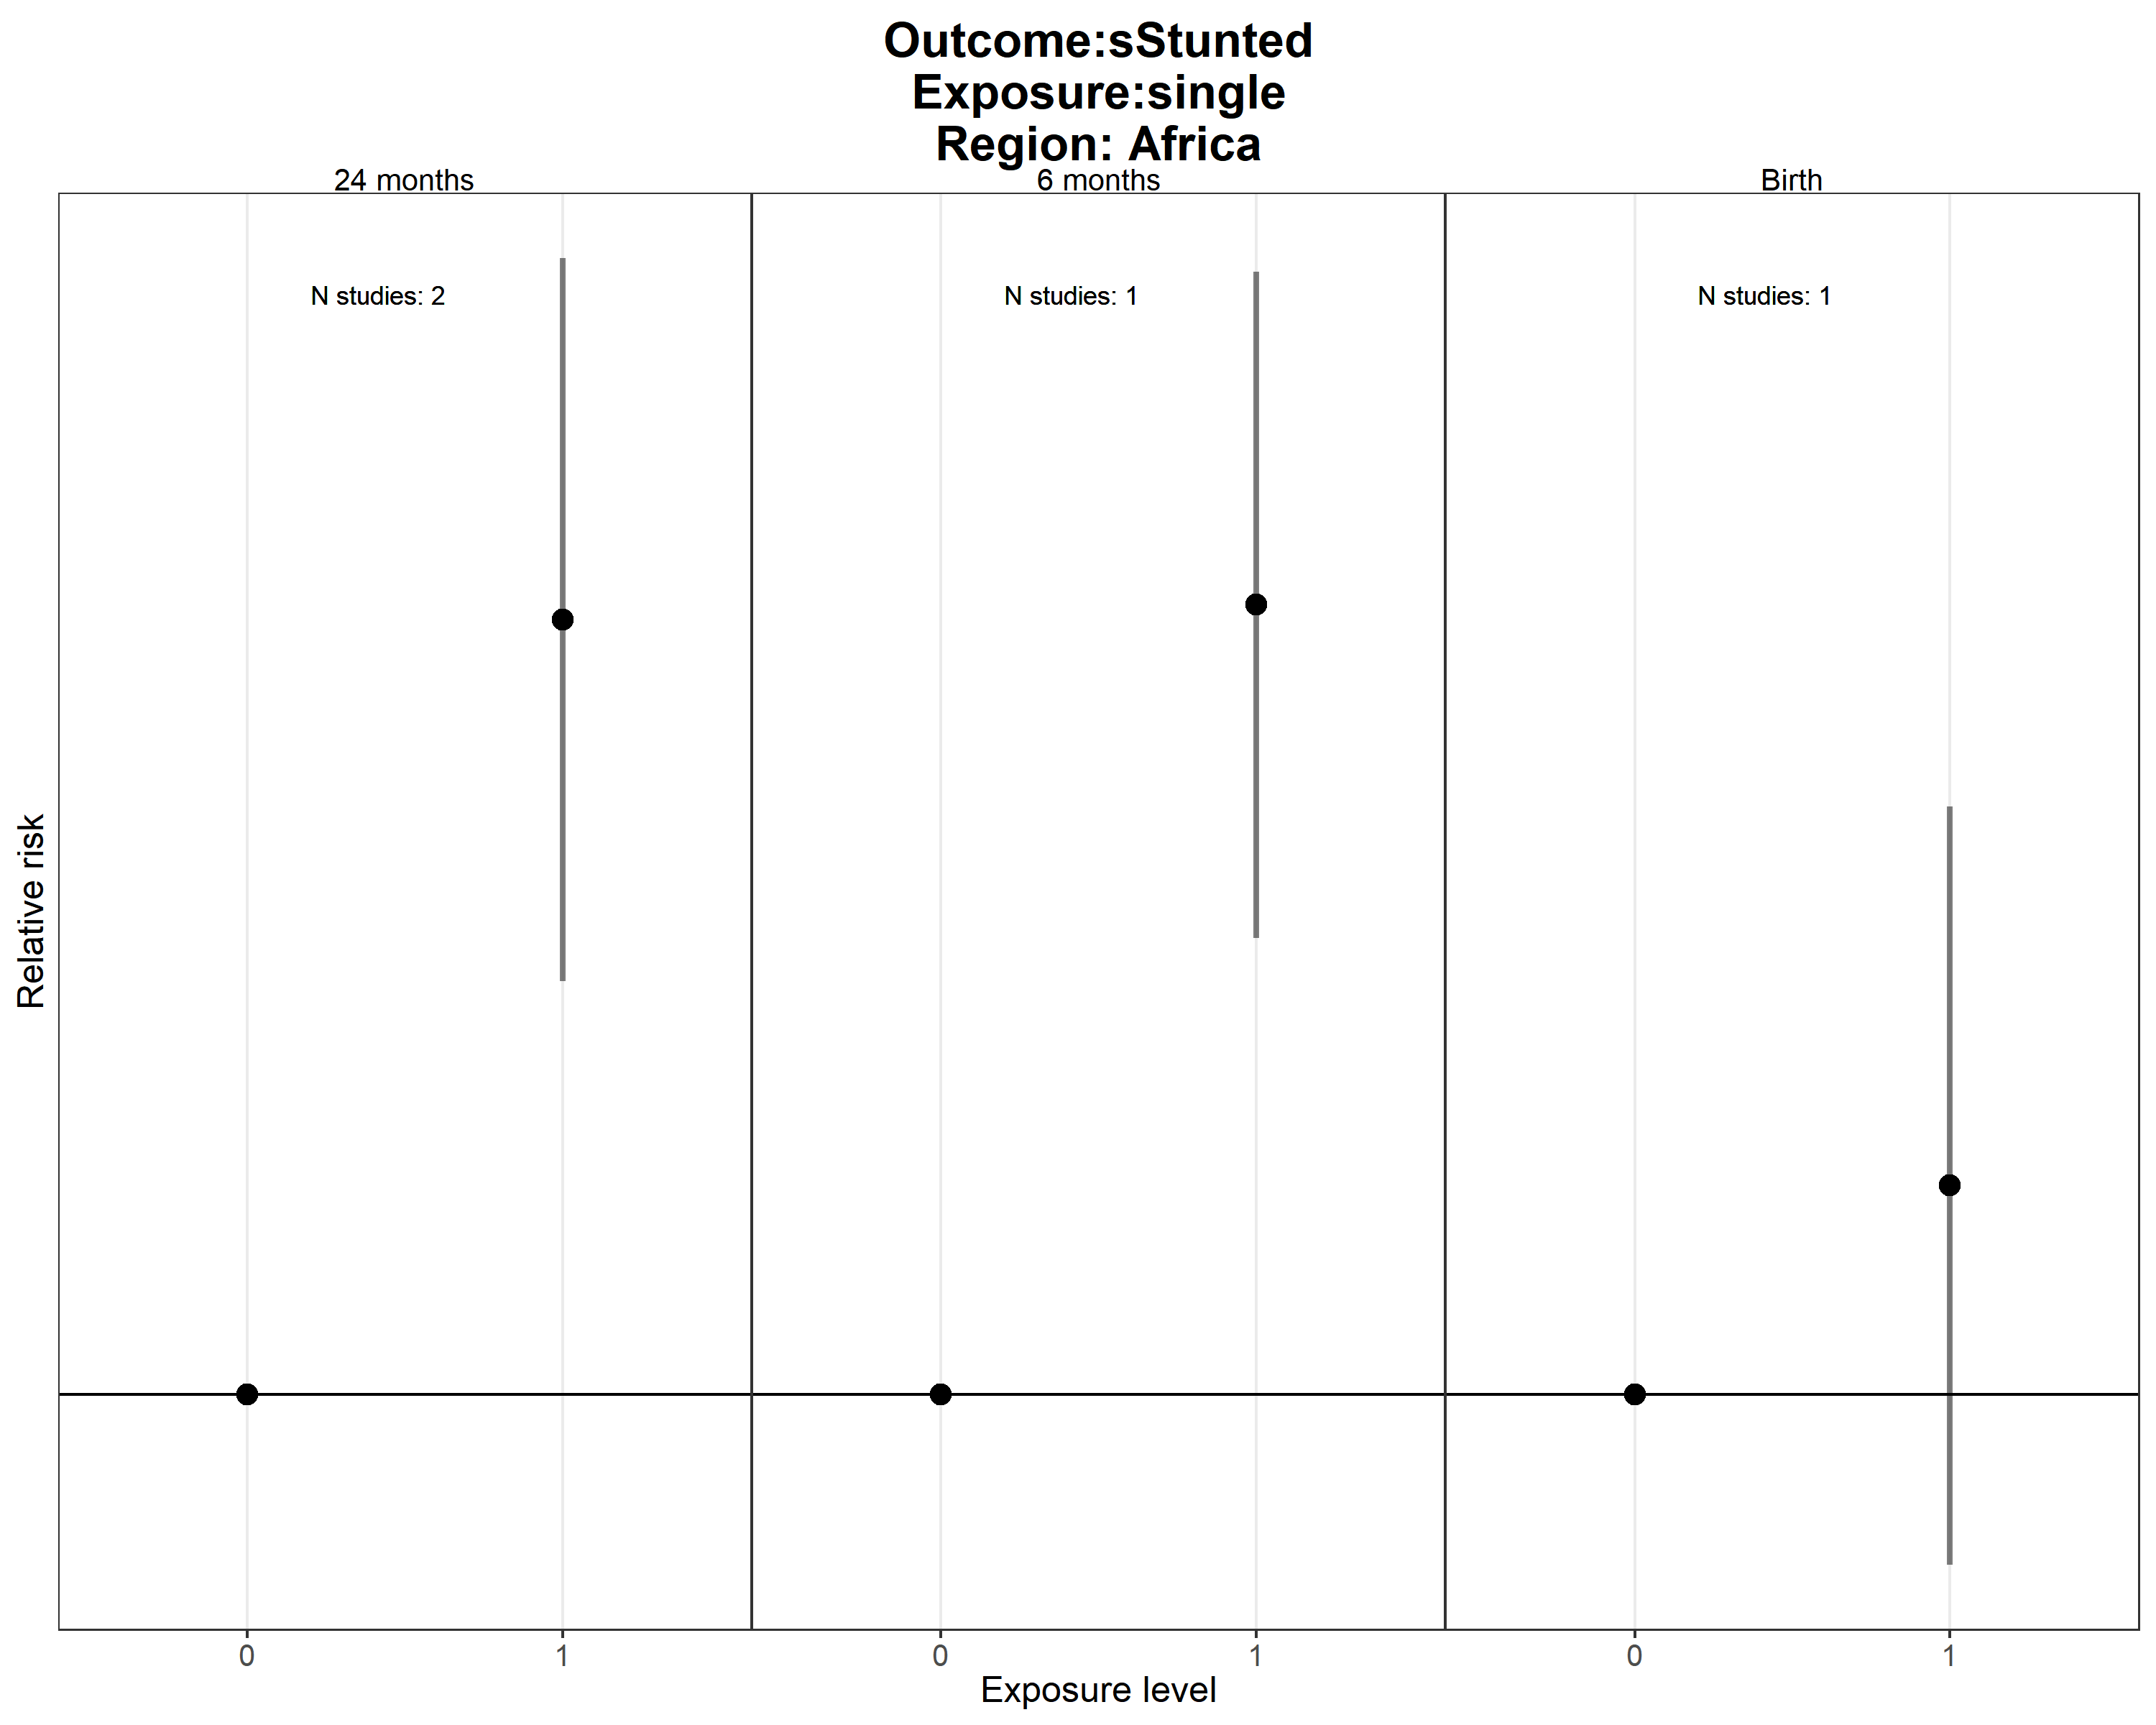 Outcome:sStunted
Exposure:single
Region: Africa
24 months
6 months
Birth
N studies: 2
N studies: 1
N studies: 1
Relative risk
0
1
0
1
0
1
Exposure level